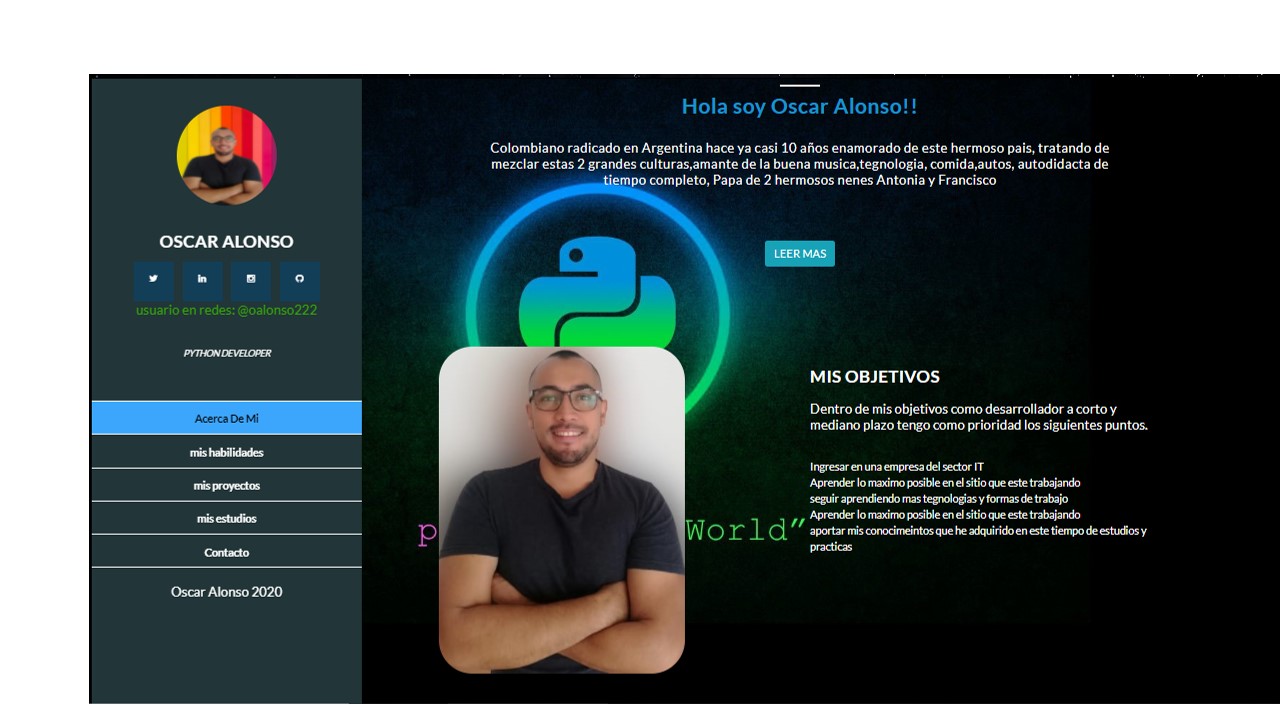 OSCAR ALONSO
usuario en redes: @oalonso222
PYTHON DEVELOPER
Acerca De Mi
mis habilidades
mis proyectos
mis estudios
Contacto
Oscar Alonso 2020
Hola soy Oscar Alonso!!
Colombiano radicado en Argentina hace ya casi 10 años enamorado de este hermoso pais, tratando de
mezclar estas 2 grandes culturas,amante de la buena musica,tegnologia, comida,autos, autodidacta de
tiempo completo, Papa de 2 hermosos nenes Antonia y Francisco
LEER MAS
MIS OBJETIVOS
Dentro de mis objetivos como desarrollador a corto y
mediano plazo tengo como prioridad los siguientes puntos.
Ingresar en una empresa del sector IT
Aprender lo maximo posible en el sitio que este trabajando
seguir aprendiendo mas tegnologias y formas de trabajo
Aprender lo maximo posible en el sitio que este trabajando
aportar mis conocimeintos que he adquirido en este tiempo de estudios y
practicas
p World”